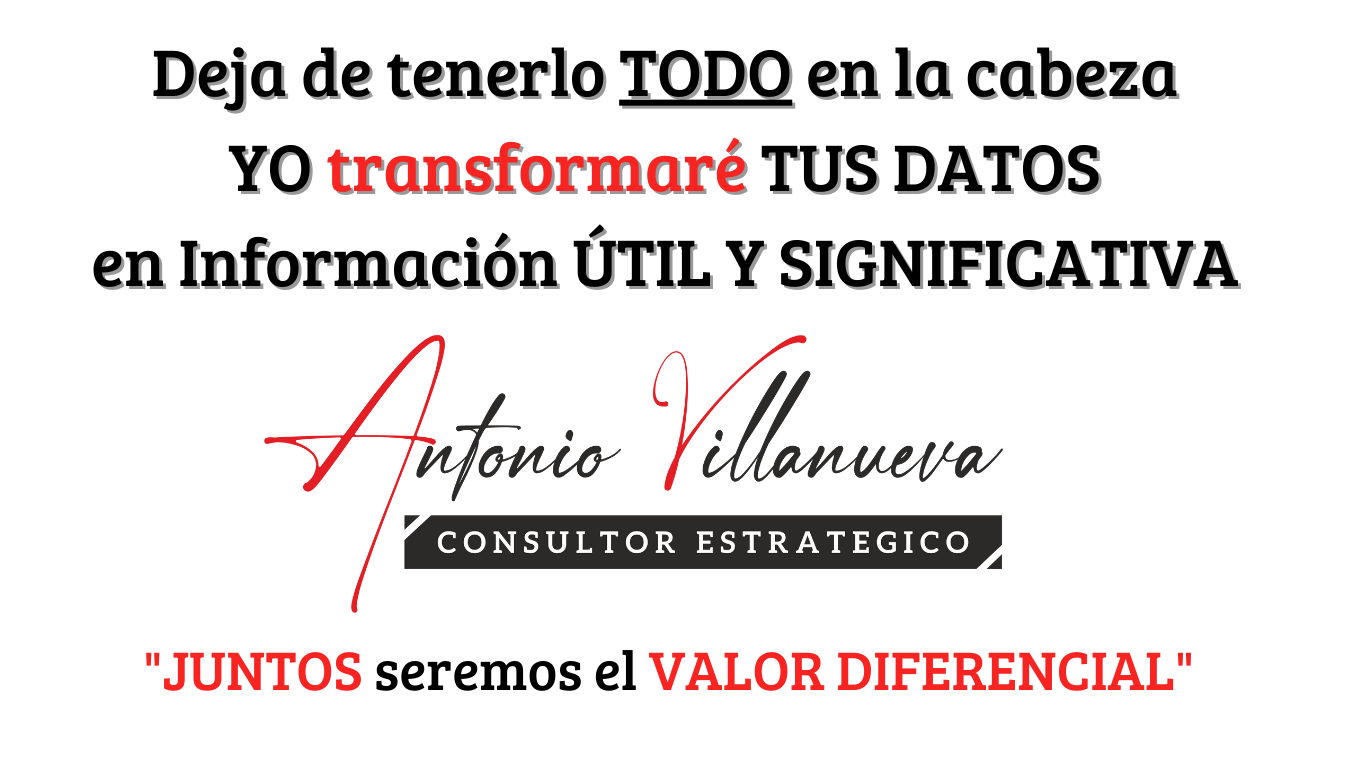 Deja de tenerlo TODO en la cabeza
YO transformaré TUS DATOS
en Información ÚTIL Y SIGNIFICATIVA
Antonio Villanueva
CONSULTOR ESTRATEGICO
"JUNTOS seremos el VALOR DIFERENCIAL"